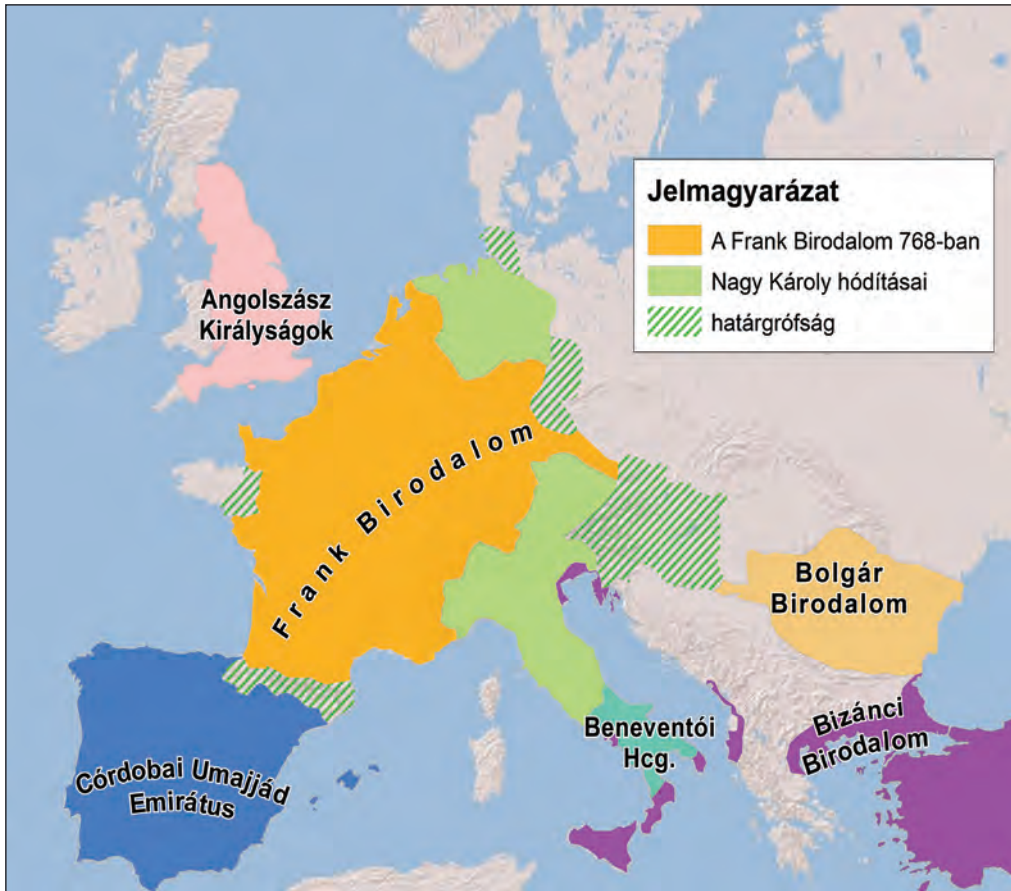 Jelmagyarázat
A Frank Birodalom 768-ban
Nagy Károly hódításai
határgrófság
Angolszász
Királyságok
Frank Birodalom
Bolgár
Birodalom
Beneventói
Hcg.
Bizánci
Birodalom
Córdobai Umajjád
Emirátus